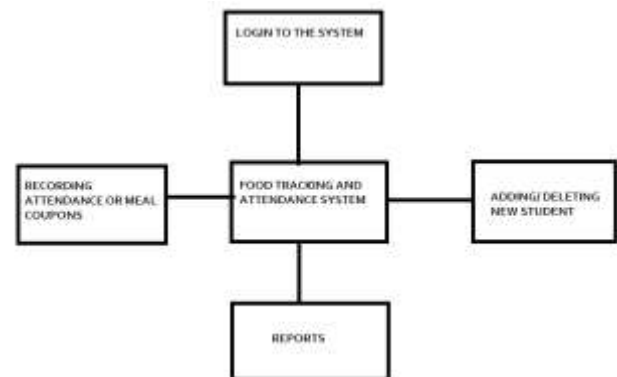 LOGIN TO THE SYSTEM
RECORDING
ATTENDANCE OR MEAL
COUPONS
FOOD TRACKING AND
ATTENDANCE SYSTEM
ADDING/ DELETING
NEW STUDENT
REPORTS